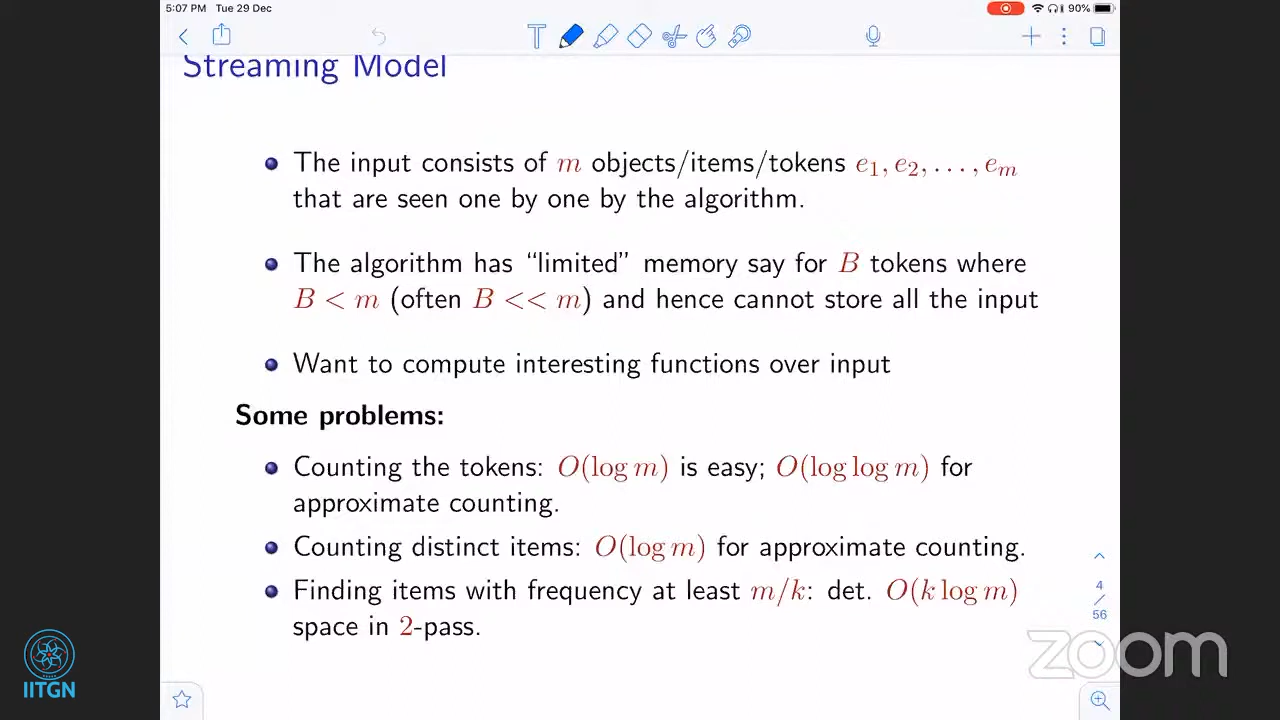 5:07 PM Tue 29 Dec
90%
Streaming Model
The input consists of m objects/items/tokens e₁, e₂, . . . , eₘ
that are seen one by one by the algorithm.
The algorithm has “limited” memory say for B tokens where
B < m (often B << m) and hence cannot store all the input
Want to compute interesting functions over input
Some problems:
Counting the tokens: O(log m) is easy; O(log log m) for
approximate counting.
Counting distinct items: O(log m) for approximate counting.
Finding items with frequency at least m/k: det. O(k log m)
space in 2-pass.
4
/
56
zoom
IITGN